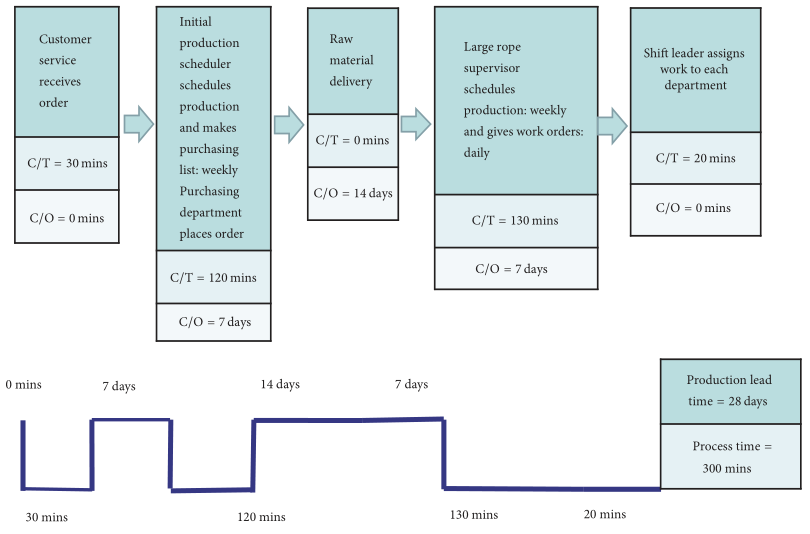 Customer
service
receives
order
C/T = 30 mins
C/O = 0 mins
Initial
production
scheduler
schedules
production
and makes
purchasing
list: weekly
Purchasing
department
places order
C/T = 120 mins
C/O = 7 days
Raw
material
delivery
C/T = 0 mins
C/O = 14 days
Large rope
supervisor
schedules
production: weekly
and gives work orders:
daily
C/T = 130 mins
C/O = 7 days
Shift leader assigns
work to each
department
C/T = 20 mins
C/O = 0 mins
0 mins
7 days
14 days
7 days
30 mins
120 mins
130 mins
20 mins
Production lead
time = 28 days
Process time =
300 mins